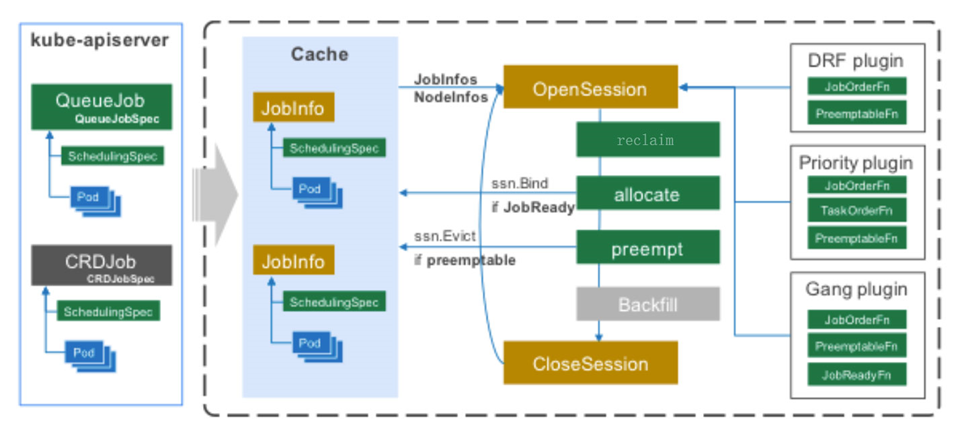 kube-apiserver
QueueJob
QueueJobSpec
SchedulingSpec
Pod
CRDJob
CRDJobSpec
SchedulingSpec
Pod
Cache
JobInfo
SchedulingSpec
Pod
JobInfo
SchedulingSpec
Pod
JobInfos
NodeInfos
ssn.Bind
if JobReady
ssn.Evict
if preemptable
OpenSession
reclaim
allocate
preempt
Backfill
CloseSession
DRF plugin
JobOrderFn
PreemptableFn
Priority plugin
JobOrderFn
TaskOrderFn
PreemptableFn
Gang plugin
JobOrderFn
PreemptableFn
JobReadyFn